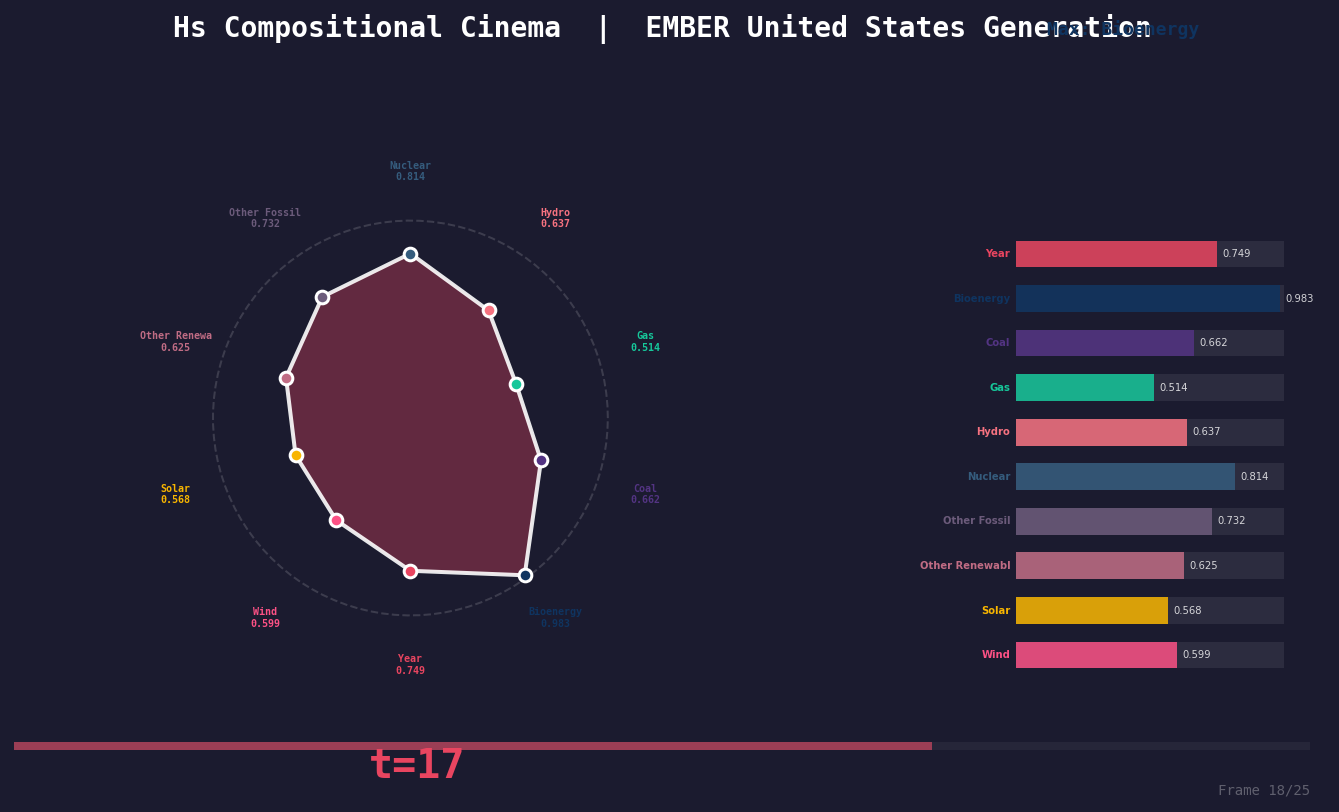 Hs Compositional Cinema | EMBER United States Generation
Bioenergy
Nuclear
0.814
Other Fossil
0.732
Hydro
0.637
Other Renewa
0.625
Gas
0.514
Solar
0.568
Coal
0.662
Wind
0.599
Bioenergy
0.983
Year
0.749
Year 0.749
Bioenergy 0.983
Coal 0.662
Gas 0.514
Hydro 0.637
Nuclear 0.814
Other Fossil 0.732
Other Renewabl 0.625
Solar 0.568
Wind 0.599
t=17
Frame 18/25